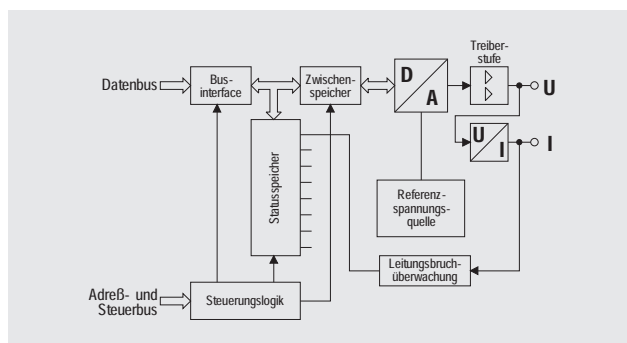 Treiber-
stufe
Datenbus
Bus-
interface
Zwischen-
speicher
D
A
U
U
I
I
Statusspeicher
Referenz-
spannungs-
quelle
Leitungsbruch-
überwachung
Adreß- und
Steuerbus
Steuerungslogik